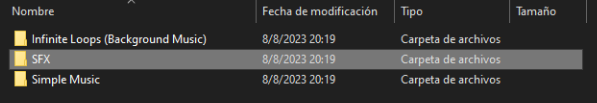 Nombre Fecha de modificación Tipo Tamaño
Infinite Loops (Background Music) 8/8/2023 20:19 Carpeta de archivos
SFX 8/8/2023 20:19 Carpeta de archivos
Simple Music 8/8/2023 20:19 Carpeta de archivos